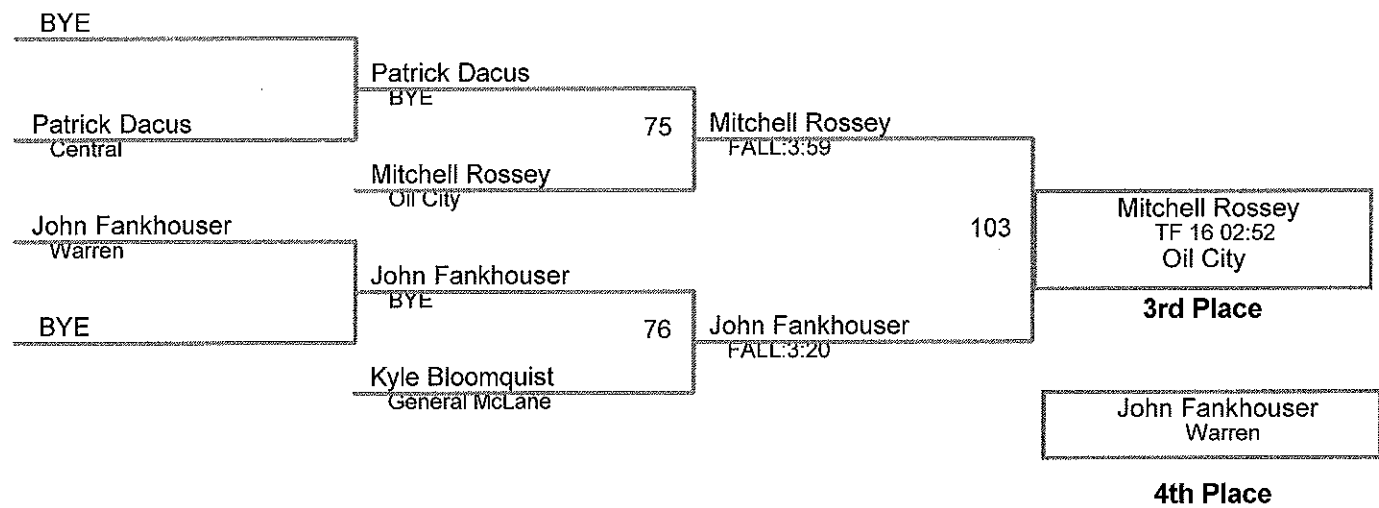 BYE
Patrick Dacus
BYE
Patrick Dacus
Central
75
Mitchell Rossey
FALL:3:59
Mitchell Rossey
Oil City
John Fankhouser
Warren
103
Mitchell Rossey
TF 16 02:52
Oil City
3rd Place
John Fankhouser
BYE
BYE
76
John Fankhouser
FALL:3:20
Kyle Bloomquist
General McLane
John Fankhouser
Warren
4th Place